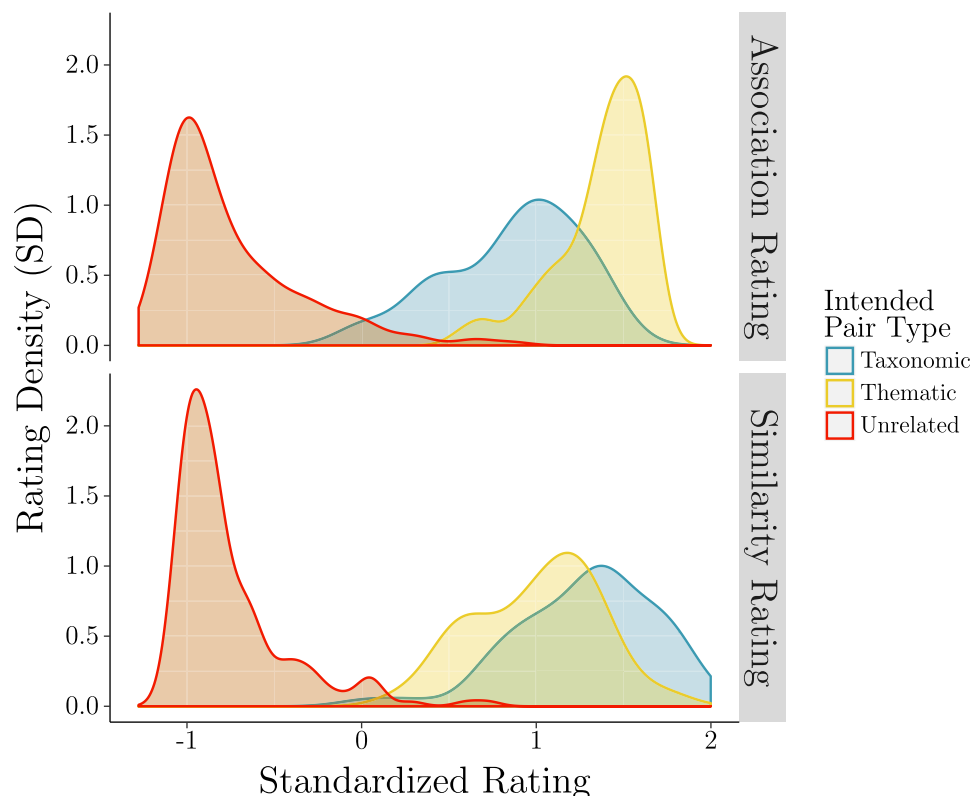 Rating Density (SD)
2.0
1.5
1.0
0.5
0.0
Association Rating
2.0
1.5
1.0
0.5
0.0
Similarity Rating
-1
0
1
2
Standardized Rating
Intended
Pair Type
Taxonomic
Thematic
Unrelated